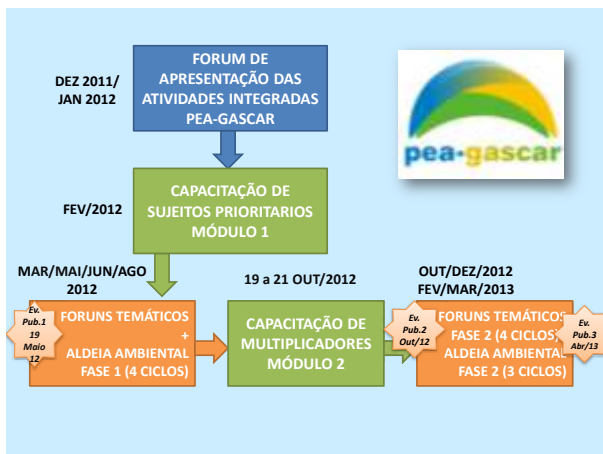 DEZ 2011/
JAN 2012
FORUM DE
APRESENTAÇÃO DAS
ATIVIDADES INTEGRADAS
PEA-GASCAR
pea-gascar
FEV/2012
CAPACITAÇÃO DE
SUJEITOS PRIORITARIOS
MÓDULO 1
MAR/MAI/JUN/AGO
2012
19 a 21 OUT/2012
OUT/DEZ/2012
FEV/MAR/2013
Ev.
Pub.1
19
Maio
12
FORUNS TEMÁTICOS
+
ALDEIA AMBIENTAL
FASE 1 (4 CICLOS)
CAPACITAÇÃO DE
MULTIPLICADORES
MÓDULO 2
Ev.
Pub.2
Out/12
FORUNS TEMÁTICOS
FASE 2 (4 CICLOS)
ALDEIA AMBIENTAL
FASE 2 (3 CICLOS)
Ev.
Pub.3
Abr/13